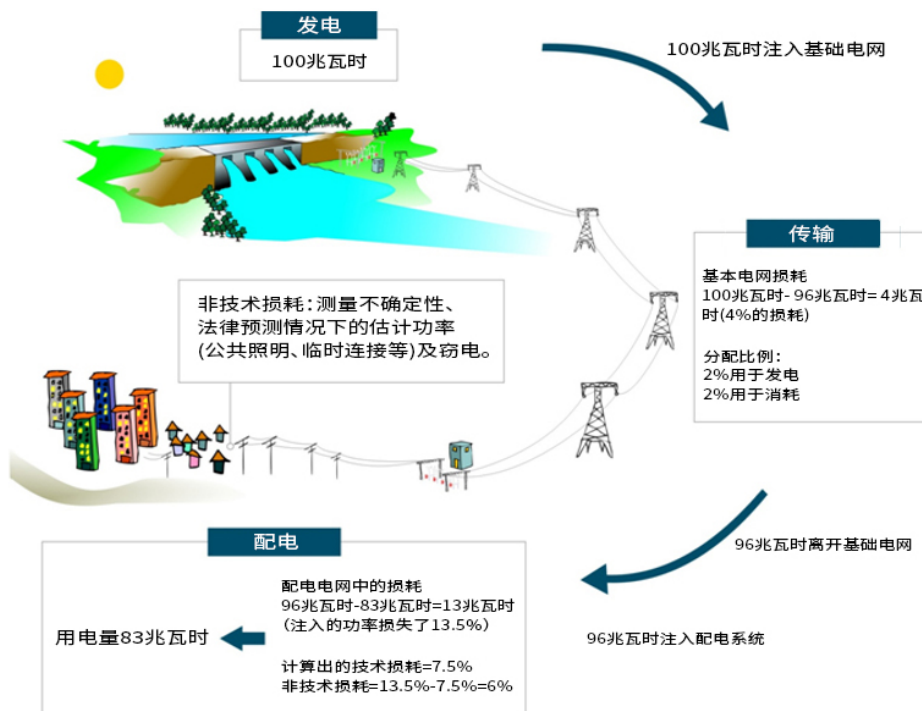 发电
100兆瓦时
100兆瓦时注入基础电网
传输
基本电网损耗
100兆瓦时- 96兆瓦时= 4兆瓦
时(4%的损耗)
分配比例：
2%用于发电
2%用于消耗
非技术损耗：测量不确定性、
法律预测情况下的估计功率
(公共照明、临时连接等)及窃电。
96兆瓦时离开基础电网
96兆瓦时注入配电系统
配电
配电电网中的损耗
96兆瓦时-83兆瓦时=13兆瓦时
（注入的功率损失了13.5%）
用电量83兆瓦时
计算出的技术损耗=7.5%
非技术损耗=13.5%-7.5%=6%